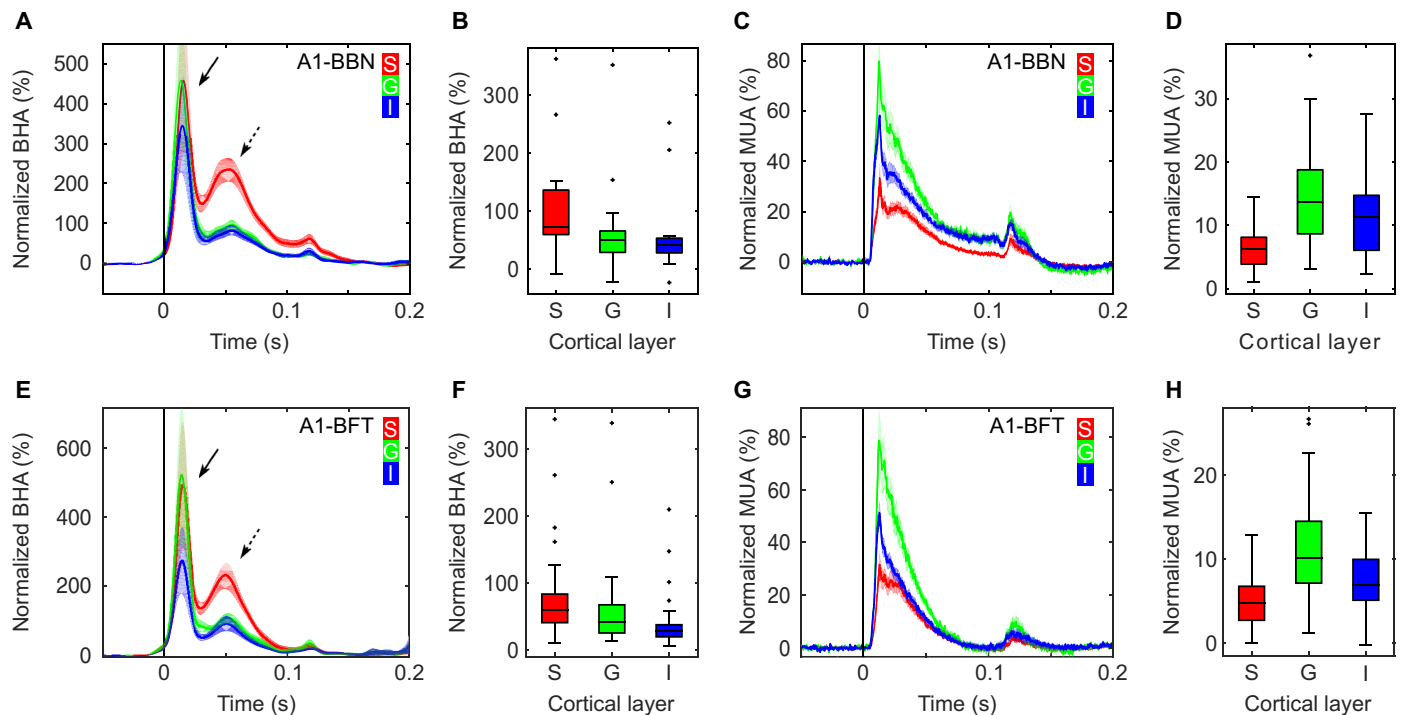 A
Normalized BHA (%)
500
400
300
200
100
0
A1-BBN
S
G
I
0
0.1
0.2
Time (s)
B
Normalized BHA (%)
300
200
100
0
S G I
Cortical layer
C
Normalized MUA (%)
80
60
40
20
0
A1-BBN
S
G
I
0
0.1
0.2
Time (s)
D
Normalized MUA (%)
30
20
10
0
S G I
Cortical layer
E
Normalized BHA (%)
600
400
200
0
A1-BFT
S
G
I
0
0.1
0.2
Time (s)
F
Normalized BHA (%)
300
200
100
0
S G I
Cortical layer
G
Normalized MUA (%)
80
60
40
20
0
A1-BFT
S
G
I
0
0.1
0.2
Time (s)
H
Normalized MUA (%)
20
10
0
S G I
Cortical layer